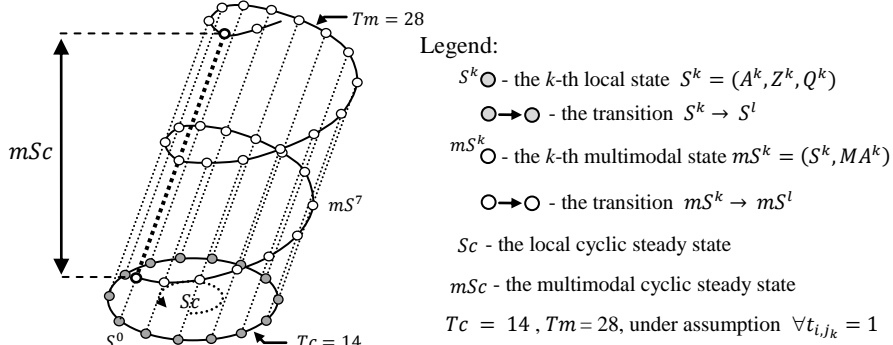 Tm = 28
Legend:
S^k - the k-th local state S^k = (A^k, Z^k, Q^k)
- the transition S^k → S^l
mSc
mS^k - the k-th multimodal state mS^k = (S^k, MA^k)
mS^7
- the transition mS^k → mS^l
Sc - the local cyclic steady state
Sc
mSc - the multimodal cyclic steady state
S^0
Tc = 14
Tc = 14 , Tm = 28, under assumption ∀t_{i,j_k} = 1